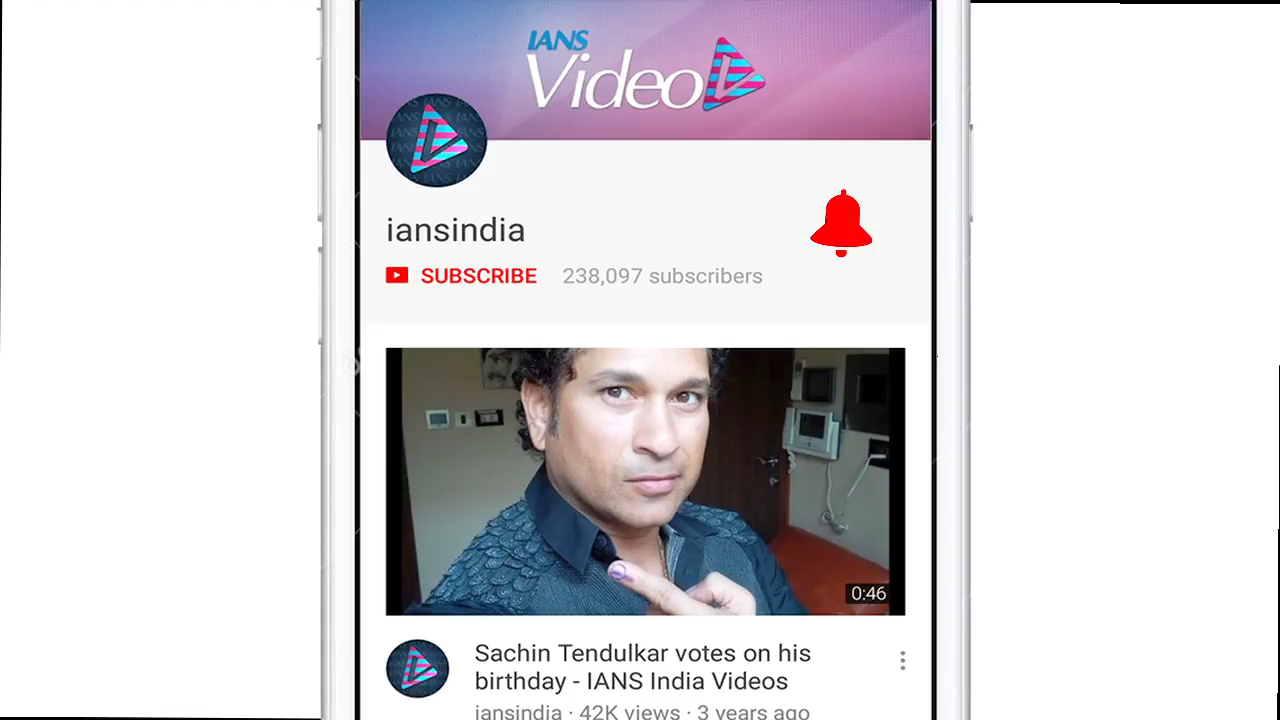 IANS
Video
iansindia
SUBSCRIBE 238,097 subscribers
0:46
Sachin Tendulkar votes on his
birthday - IANS India Videos
iansindia · 42K views · 3 years ago